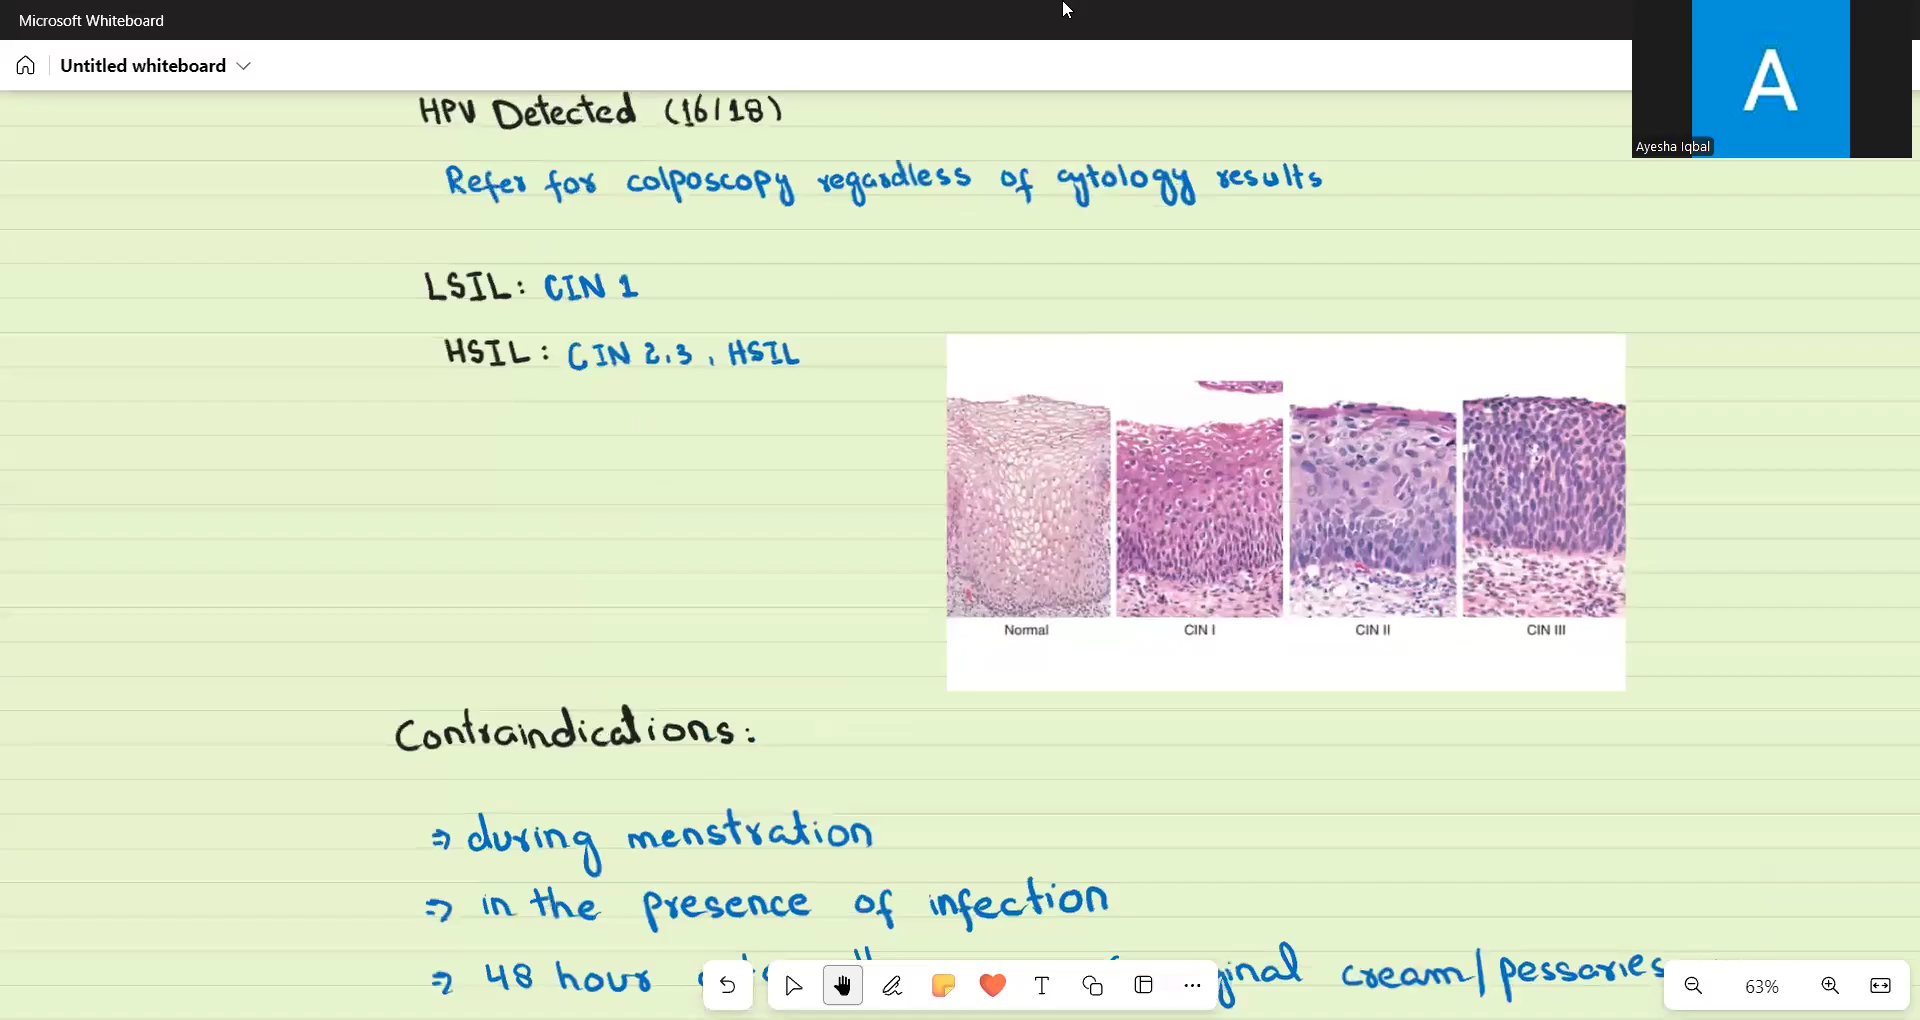 Microsoft Whiteboard
Untitled whiteboard
A
Ayesha Iqbal
HPV Detected (16/18)
Refer for colposcopy regardless of cytology results
LSIL: CIN 1
HSIL: CIN 2,3, HSIL
Normal CIN I CIN II CIN III
Contraindications:
⇒ during menstration
⇒ in the presence of infection
⇒ 48 hour cream/pessaries
63%